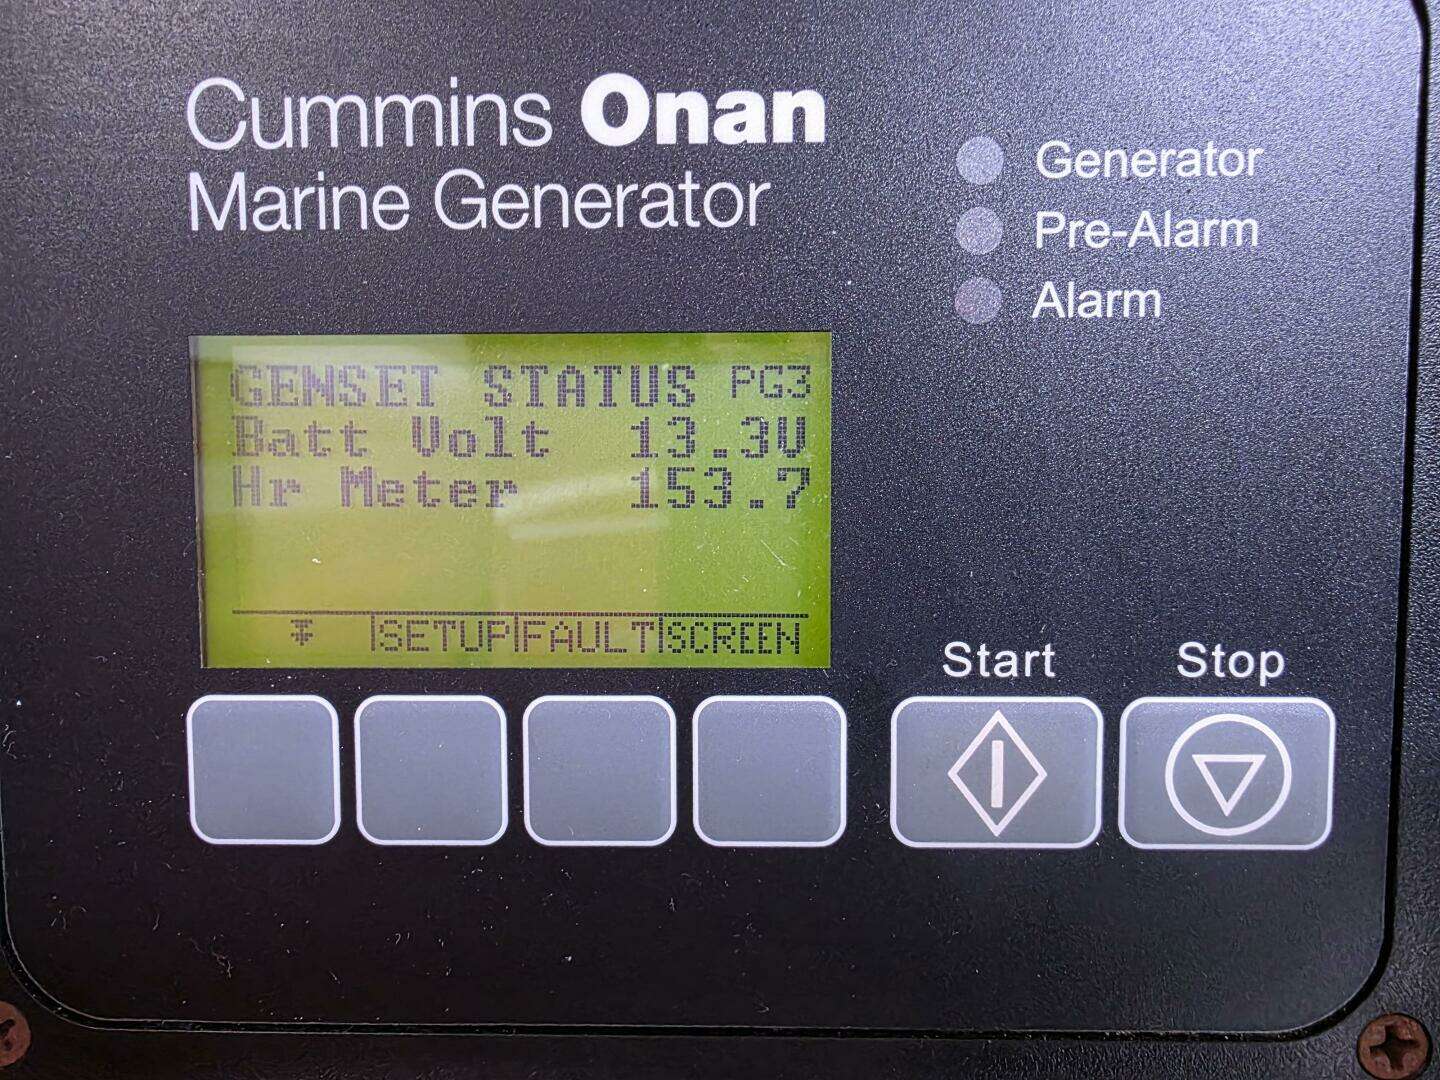 Cummins Onan
Marine Generator
Generator
Pre-Alarm
Alarm
GENSET STATUS PG3
Batt Volt 13.3V
Hr Meter 153.7
SETUP FAULT SCREEN
Start
Stop